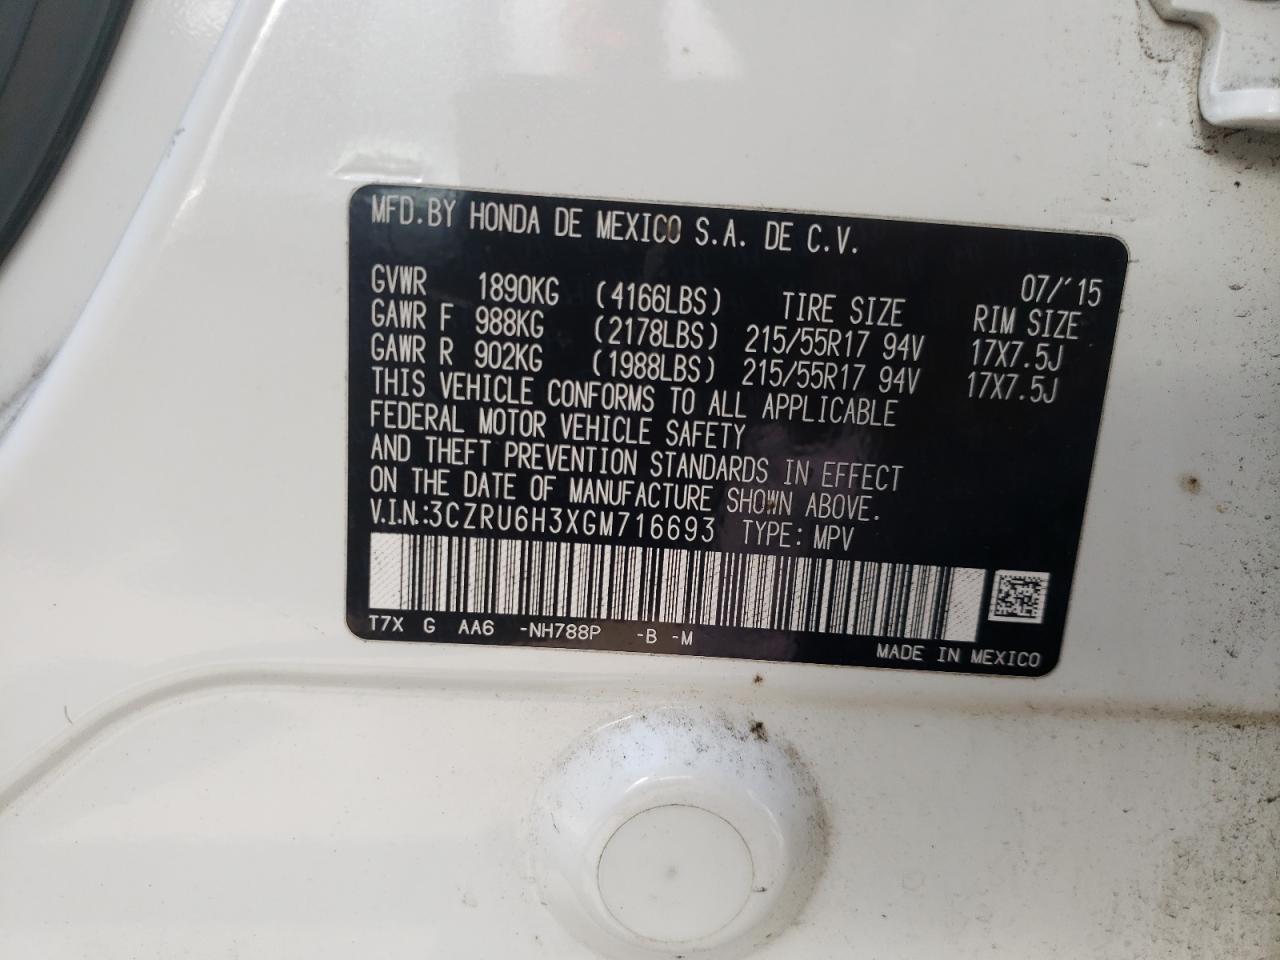 MFD.BY HONDA DE MEXICO S.A. DE C.V.
07/'15
GVWR 1890KG (4166LBS) TIRE SIZE RIM SIZE
GAWR F 988KG (2178LBS) 215/55R17 94V 17X7.5J
GAWR R 902KG (1988LBS) 215/55R17 94V 17X7.5J
THIS VEHICLE CONFORMS TO ALL APPLICABLE
FEDERAL MOTOR VEHICLE SAFETY
AND THEFT PREVENTION STANDARDS IN EFFECT
ON THE DATE OF MANUFACTURE SHOWN ABOVE.
V.I.N.:3CZRU6H3XGM716693 TYPE: MPV
T7X G AA6 -NH788P -B -M
MADE IN MEXICO